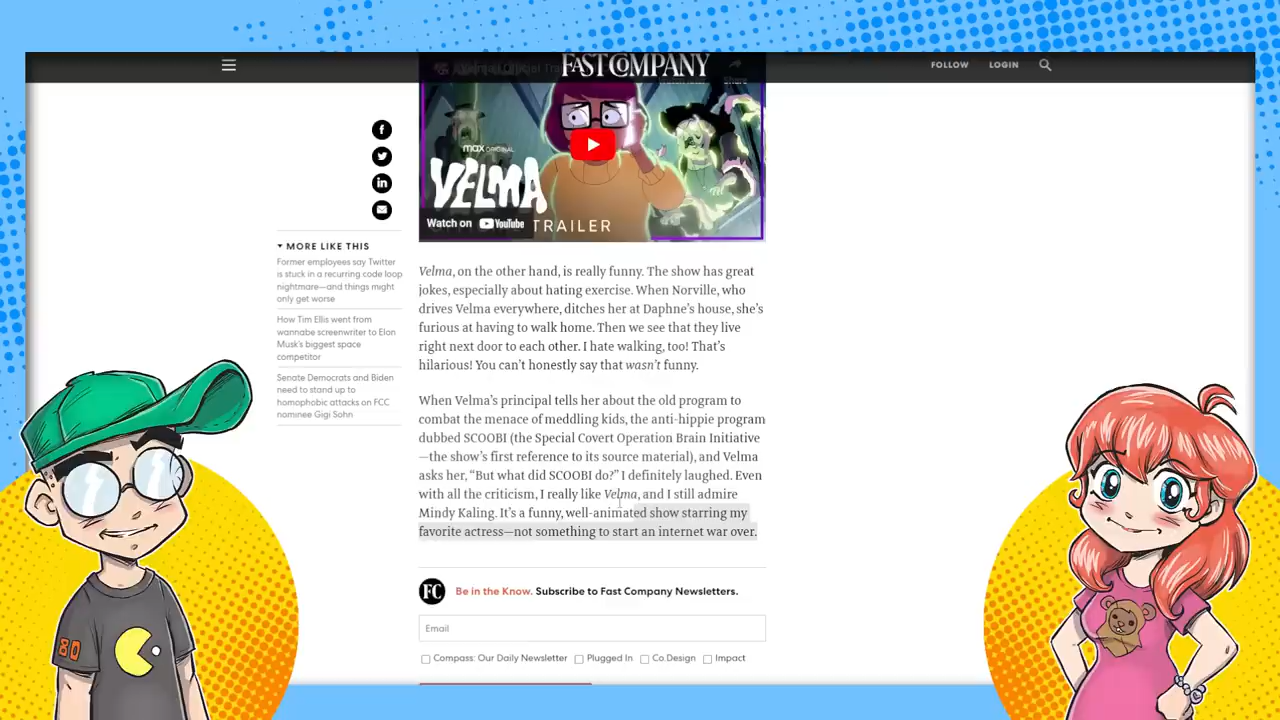 FAST COMPANY
FOLLOW
LOGIN
Share
max ORIGINAL
VELMA
Watch on YouTube
TRAILER
MORE LIKE THIS
Former employees say Twitter
is stuck in a recurring code loop
nightmare—and things might
only get worse
How Tim Ellis went from
wannabe screenwriter to Elon
Musk's biggest space
competitor
Senate Democrats and Biden
need to stand up to
homophobic attacks on FCC
nominee Gigi Sohn
Velma, on the other hand, is really funny. The show has great
jokes, especially about hating exercise. When Norville, who
drives Velma everywhere, ditches her at Daphne's house, she's
furious at having to walk home. Then we see that they live
right next door to each other. I hate walking, too! That's
hilarious! You can't honestly say that wasn't funny.
When Velma's principal tells her about the old program to
combat the menace of meddling kids, the anti-hippie program
dubbed SCOOBI (the Special Covert Operation Brain Initiative
—the show's first reference to its source material), and Velma
asks her, “But what did SCOOBI do?” I definitely laughed. Even
with all the criticism, I really like Velma, and I still admire
Mindy Kaling. It's a funny, well-animated show starring my
favorite actress—not something to start an internet war over.
FC
Be in the Know. Subscribe to Fast Company Newsletters.
Email
Compass: Our Daily Newsletter
Plugged In
Co.Design
Impact
80